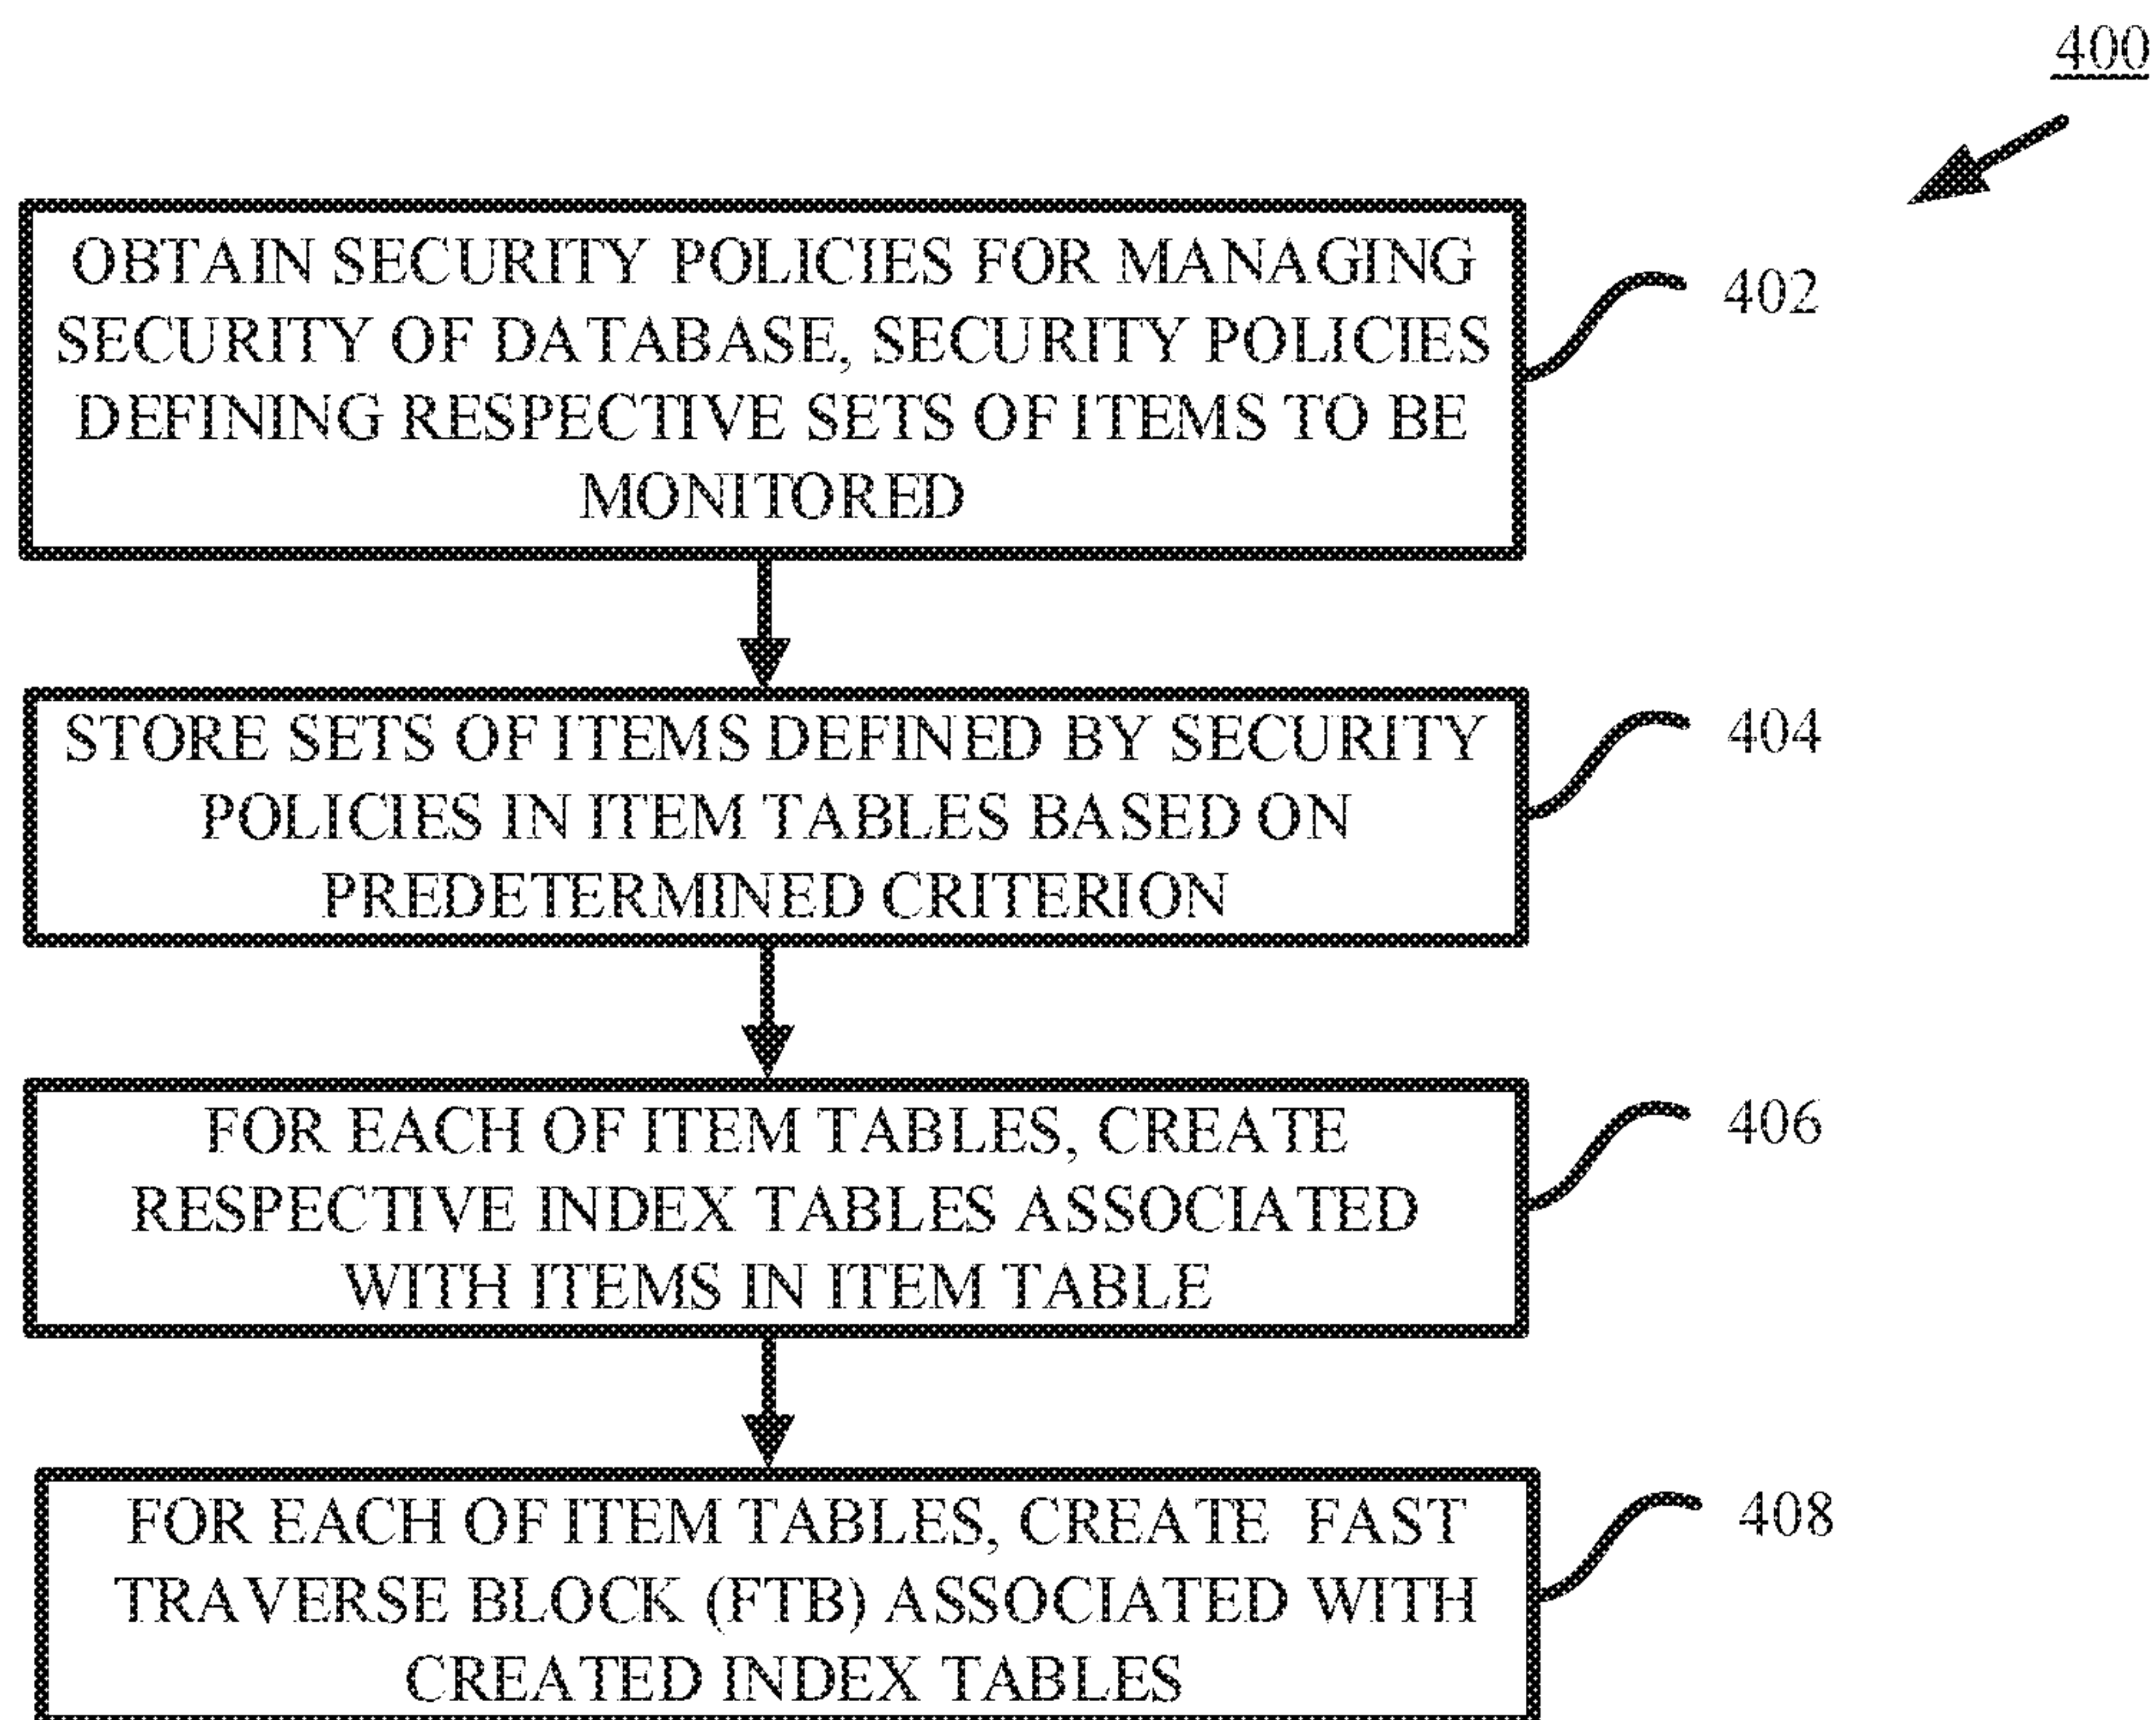 400
OBTAIN SECURITY POLICIES FOR MANAGING
SECURITY OF DATABASE, SECURITY POLICIES
DEFINING RESPECTIVE SETS OF ITEMS TO BE
MONITORED
402
STORE SETS OF ITEMS DEFINED BY SECURITY
POLICIES IN ITEM TABLES BASED ON
PREDETERMINED CRITERION
404
FOR EACH OF ITEM TABLES, CREATE
RESPECTIVE INDEX TABLES ASSOCIATED
WITH ITEMS IN ITEM TABLE
406
FOR EACH OF ITEM TABLES, CREATE FAST
TRAVERSE BLOCK (FTB) ASSOCIATED WITH
CREATED INDEX TABLES
408